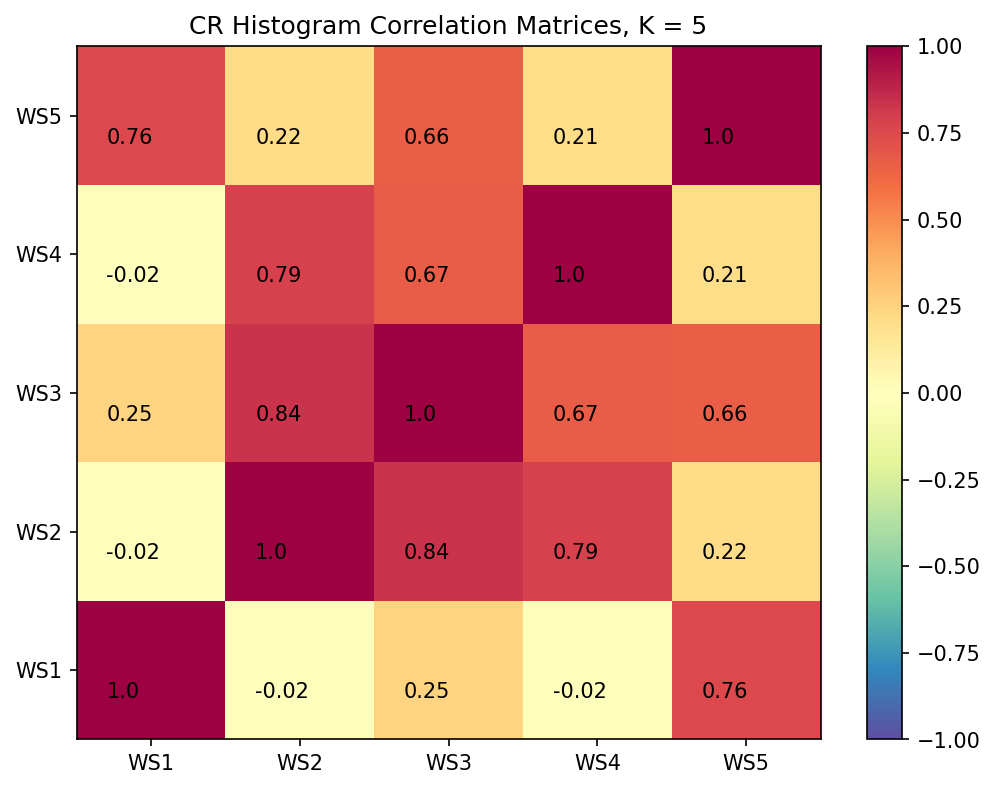 CR Histogram Correlation Matrices, K = 5
WS5 0.76 0.22 0.66 0.21 1.0
WS4 -0.02 0.79 0.67 1.0 0.21
WS3 0.25 0.84 1.0 0.67 0.66
WS2 -0.02 1.0 0.84 0.79 0.22
WS1 1.0 -0.02 0.25 -0.02 0.76
WS1 WS2 WS3 WS4 WS5
1.00
0.75
0.50
0.25
0.00
−0.25
−0.50
−0.75
−1.00